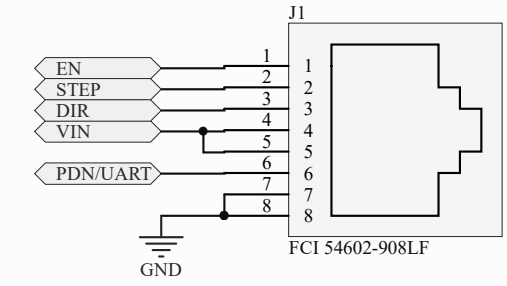 J1
EN 1 1
STEP 2 2
DIR 3 3
VIN 4 4
5 5
PDN/UART 6 6
7 7
8 8
FCI 54602-908LF
GND